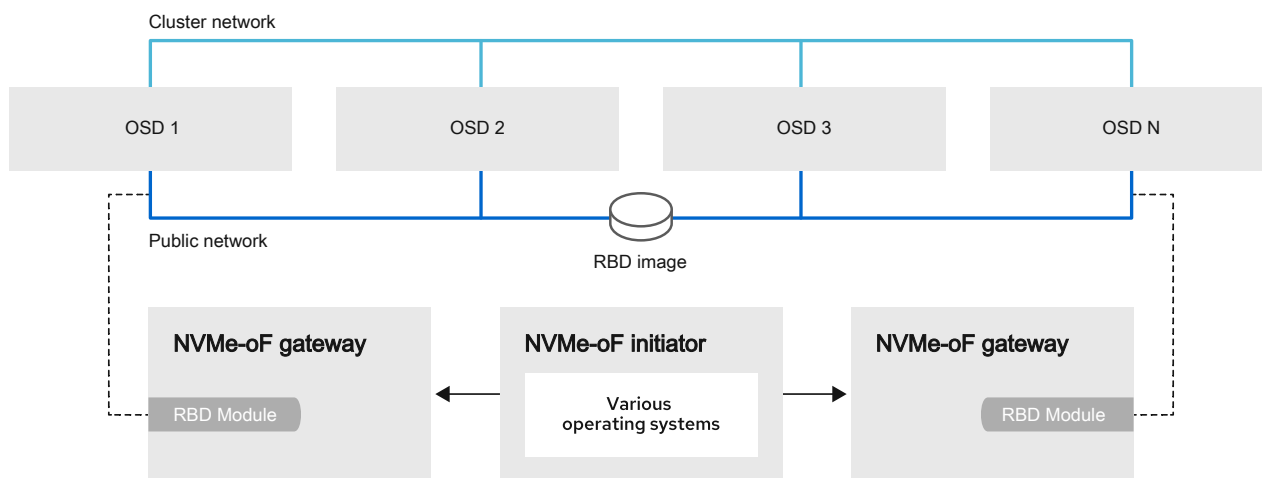 Cluster network
OSD 1
OSD 2
OSD 3
OSD N
Public network
RBD image
NVMe-oF gateway
NVMe-oF initiator
NVMe-oF gateway
RBD Module
Various
operating systems
RBD Module